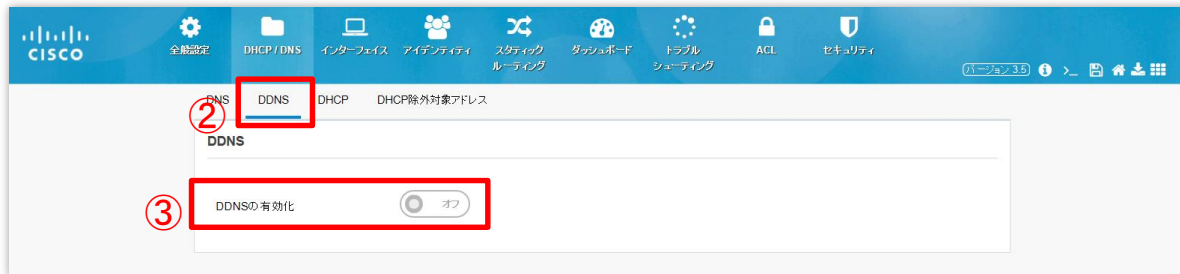 CISCO
全般設定
DHCP / DNS
インターフェイス
アイデンティティ
スタティック
ルーティング
ダッシュボード
トラブル
シューティング
ACL
セキュリティ
(バージョン 3.5)
DNS DDNS DHCP DHCP除外対象アドレス
②
DDNS
③
DDNSの有効化 オフ